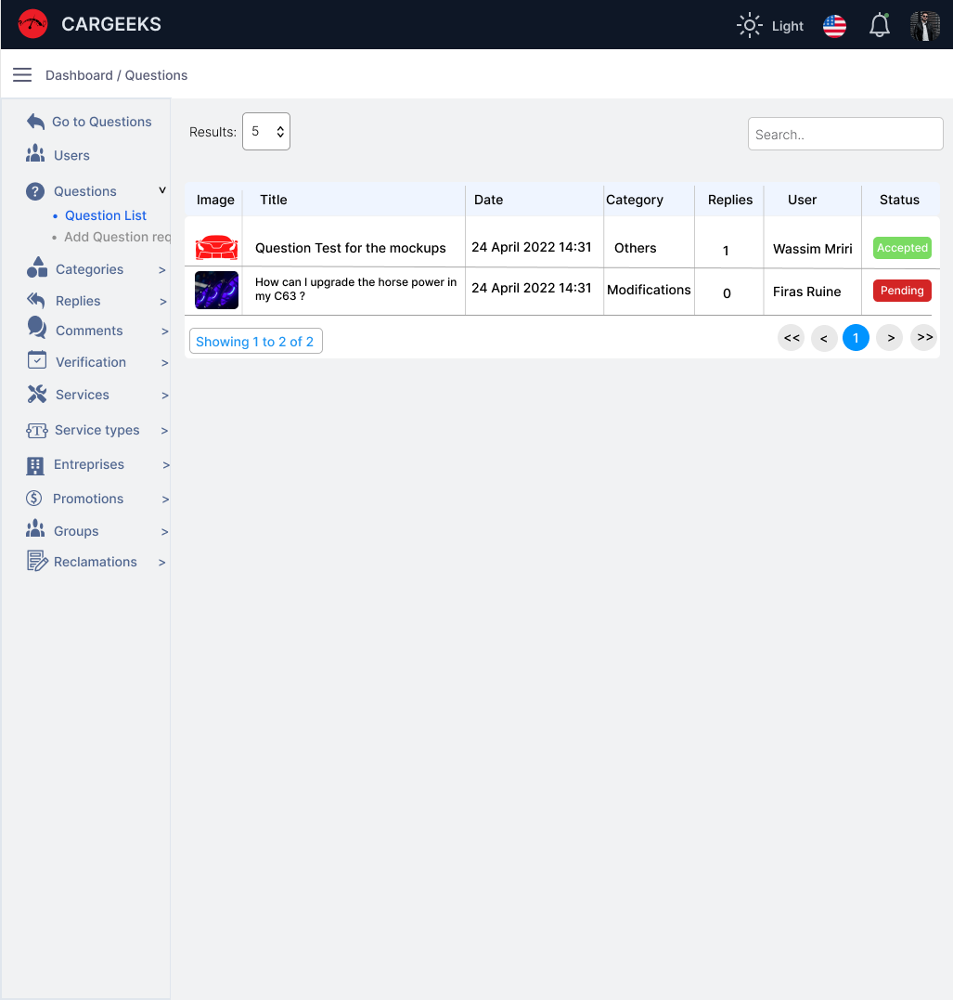 CARGEEKS
Light
Dashboard / Questions
Go to Questions
Users
Questions
Question List
Add Question req
Categories >
Replies >
Comments >
Verification >
Services >
Service types >
Entreprises >
Promotions >
Groups >
Reclamations >
Results: 5
Search..
Image Title Date Category Replies User Status
Question Test for the mockups 24 April 2022 14:31 Others 1 Wassim Mriri Accepted
How can I upgrade the horse power in
my C63 ? 24 April 2022 14:31 Modifications 0 Firas Ruine Pending
Showing 1 to 2 of 2 << < 1 > >>